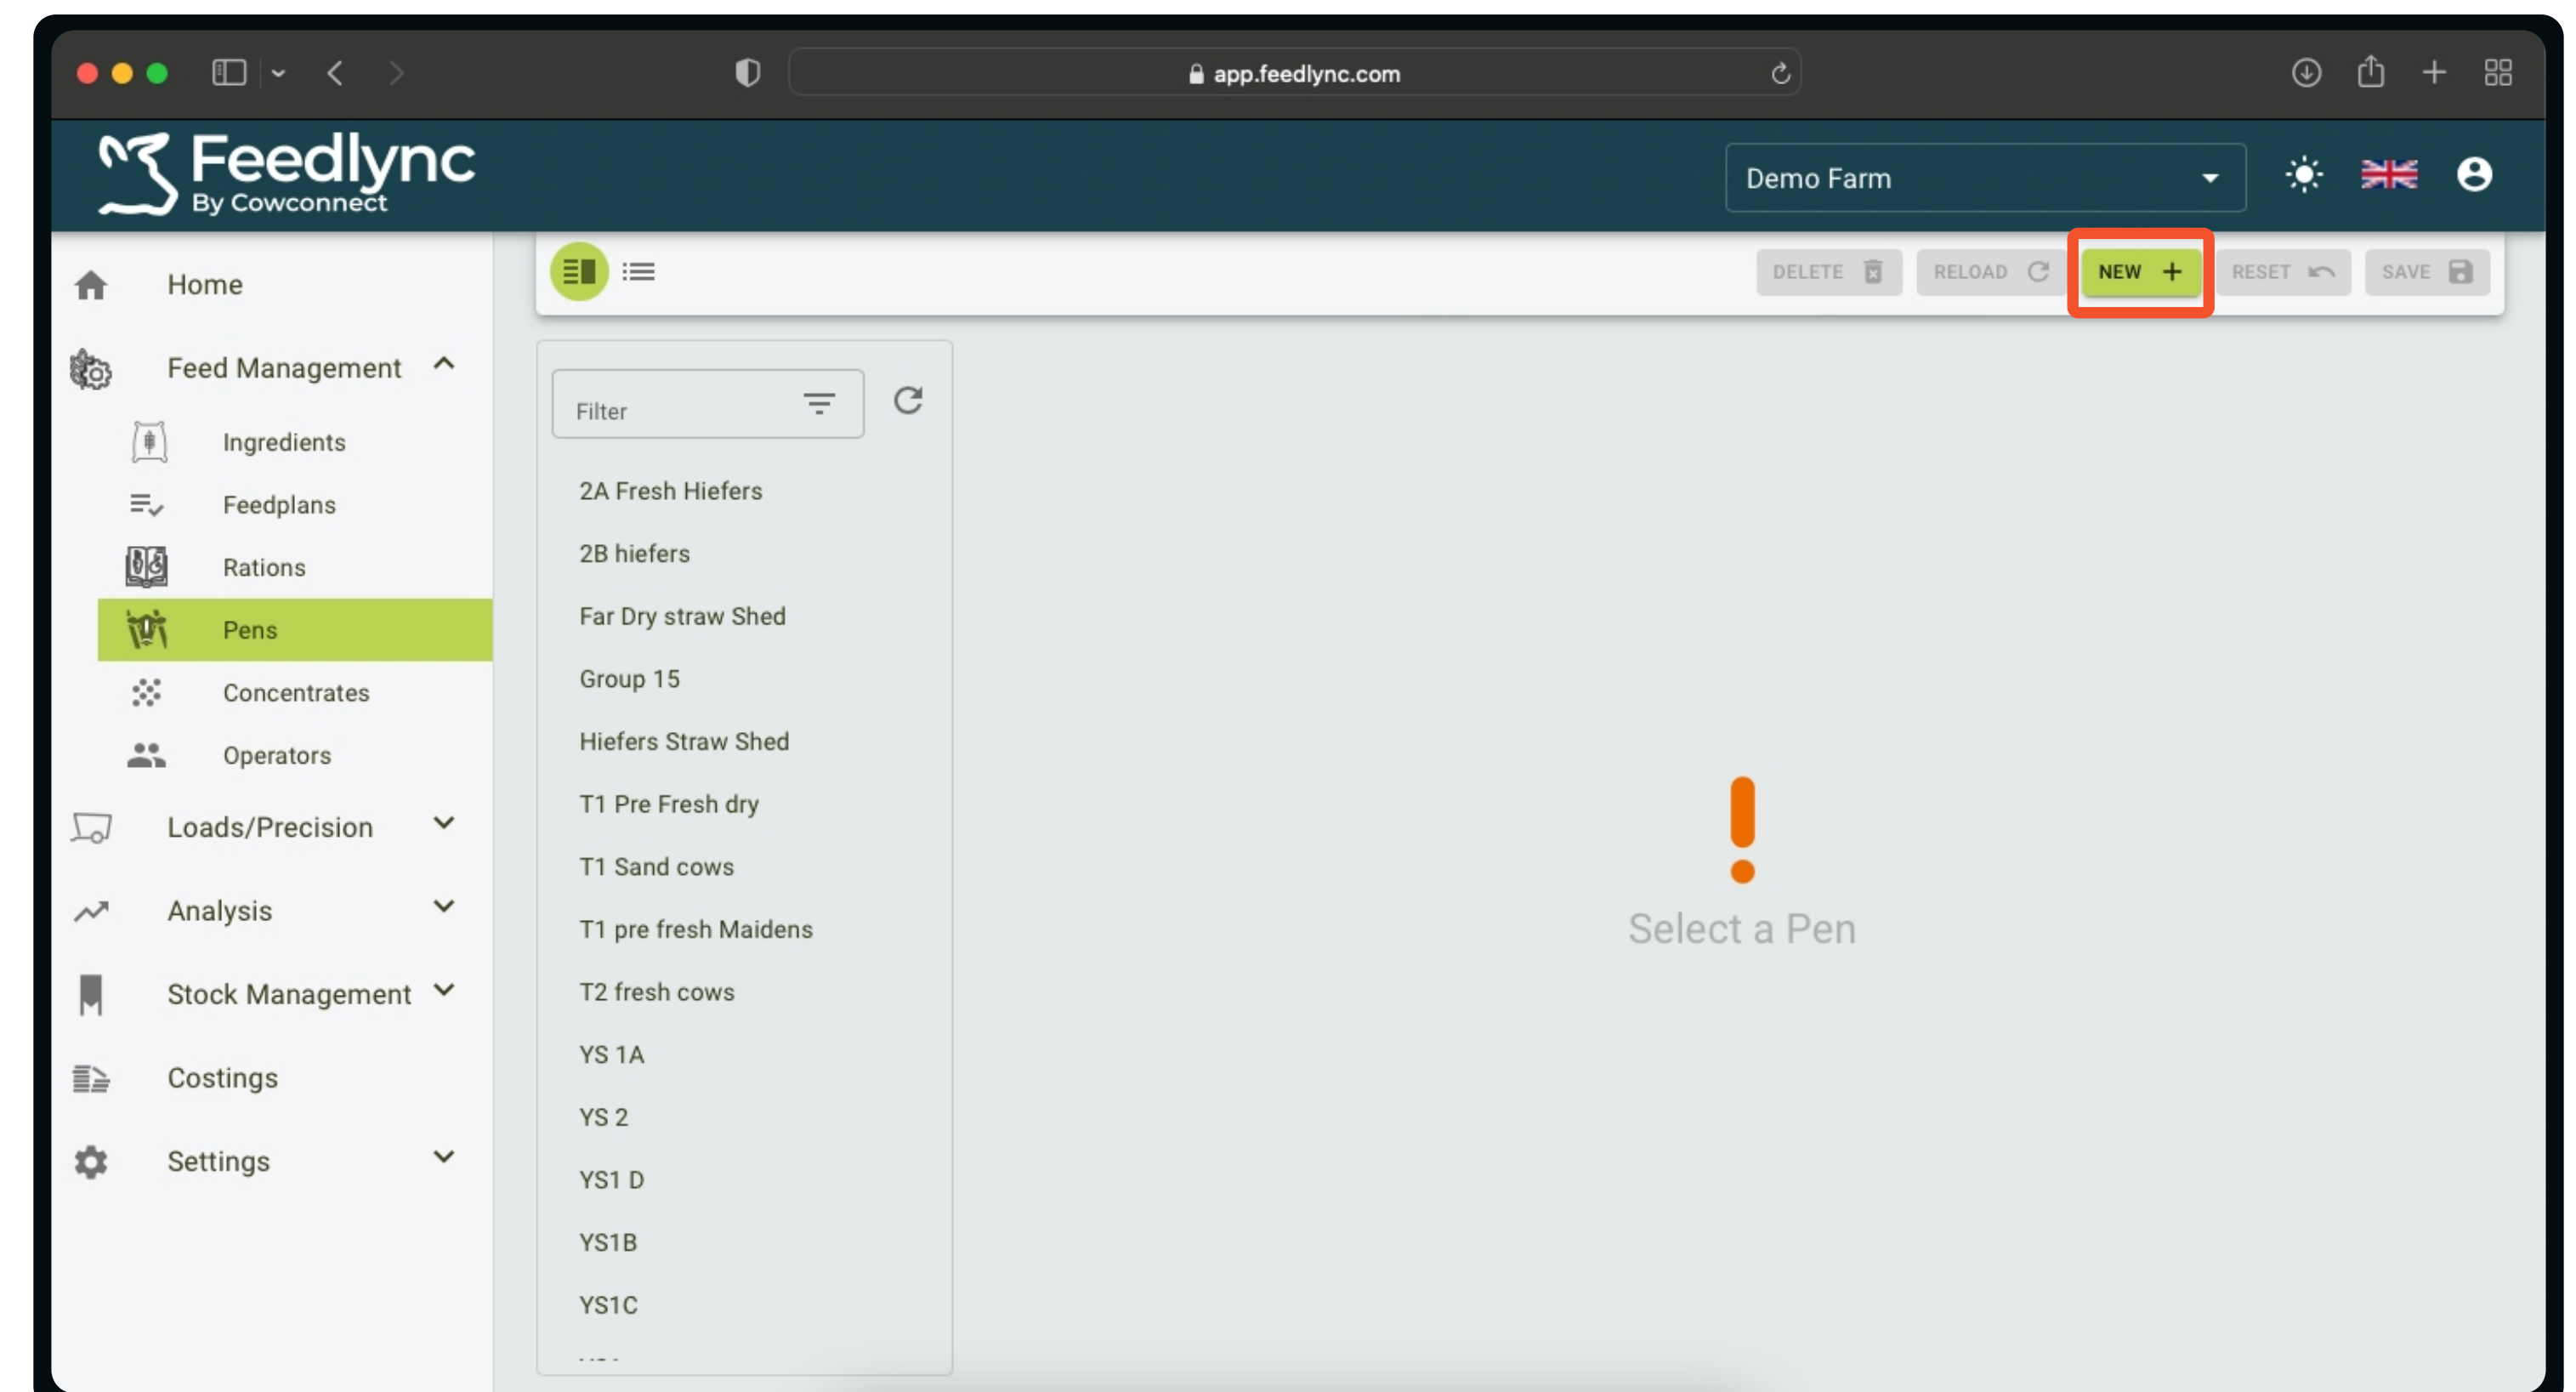 app.feedlync.com
Feedlync
By Cowconnect
Demo Farm
Home
Feed Management
Ingredients
Feedplans
Rations
Pens
Concentrates
Operators
Loads/Precision
Analysis
Stock Management
Costings
Settings
DELETE RELOAD NEW + RESET SAVE
Filter
2A Fresh Hiefers
2B hiefers
Far Dry straw Shed
Group 15
Hiefers Straw Shed
T1 Pre Fresh dry
T1 Sand cows
T1 pre fresh Maidens
T2 fresh cows
YS 1A
YS 2
YS1 D
YS1B
YS1C
Select a Pen